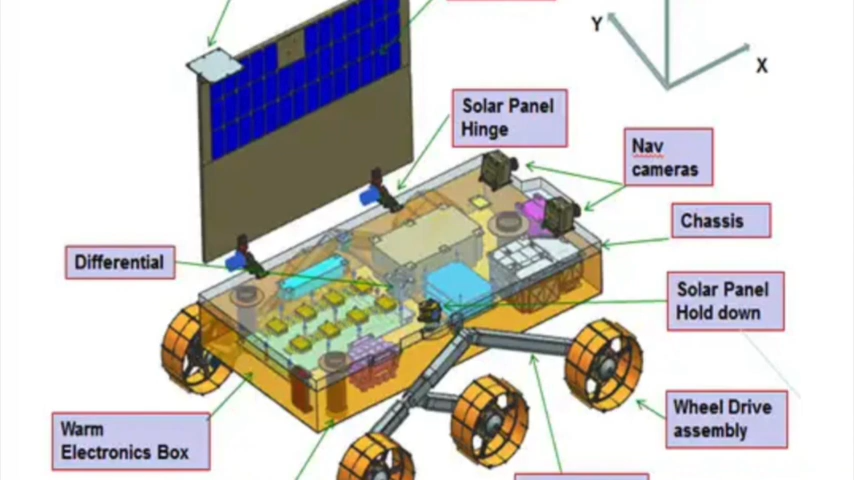 Y
X
Solar Panel
Hinge
Nav
cameras
Chassis
Differential
Solar Panel
Hold down
Wheel Drive
assembly
Warm
Electronics Box